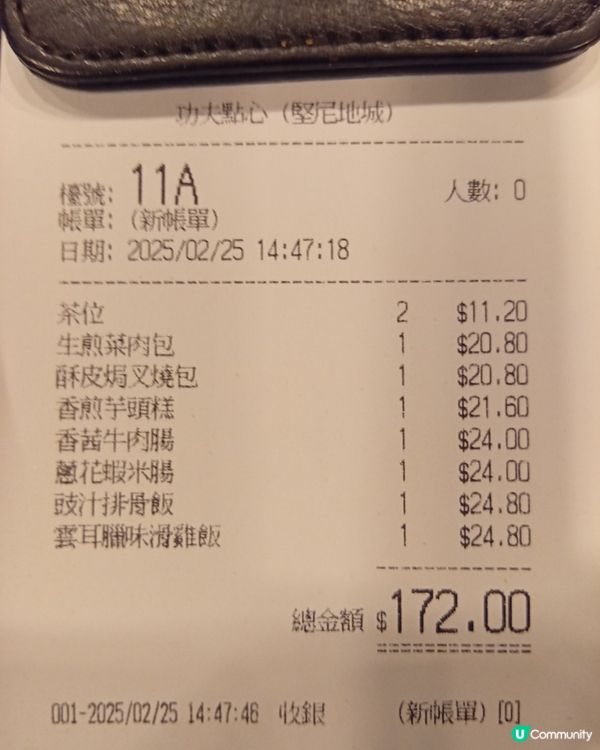 功夫點心 (堅尼地城)
檯號: 11A 人數: 0
帳單: (新帳單)
日期: 2025/02/25 14:47:18
茶位 2 $11.20
生煎菜肉包 1 $20.80
酥皮焗叉燒包 1 $20.80
香煎芋頭糕 1 $21.60
香茜牛肉腸 1 $24.00
蔥花蝦米腸 1 $24.00
豉汁排骨飯 1 $24.80
雲耳臘味滑雞飯 1 $24.80
總金額 $172.00
001-2025/02/25 14:47:46 收銀 (新帳單) [0]
U Community